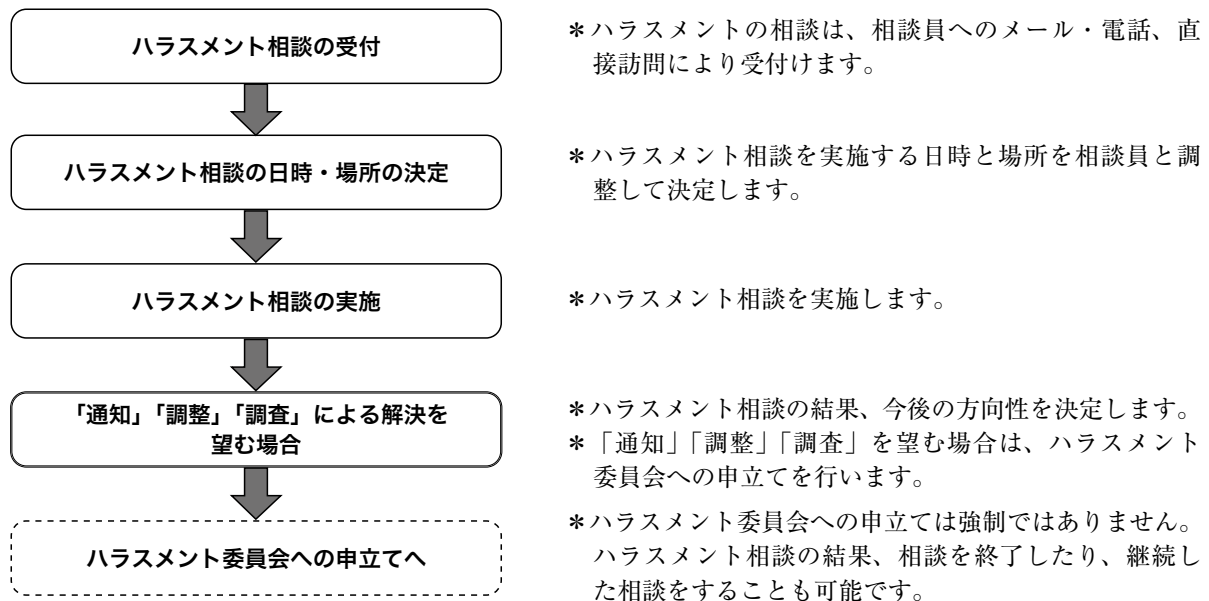 ハラスメント相談の受付
＊ハラスメントの相談は、相談員へのメール・電話、直
接訪問により受付けます。
ハラスメント相談の日時・場所の決定
＊ハラスメント相談を実施する日時と場所を相談員と調
整して決定します。
ハラスメント相談の実施
＊ハラスメント相談を実施します。
「通知」「調整」「調査」による解決を
望む場合
＊ハラスメント相談の結果、今後の方向性を決定します。
＊「通知」「調整」「調査」を望む場合は、ハラスメント
委員会への申立てを行います。
ハラスメント委員会への申立てへ
＊ハラスメント委員会への申立ては強制ではありません。
ハラスメント相談の結果、相談を終了したり、継続し
た相談をすることも可能です。